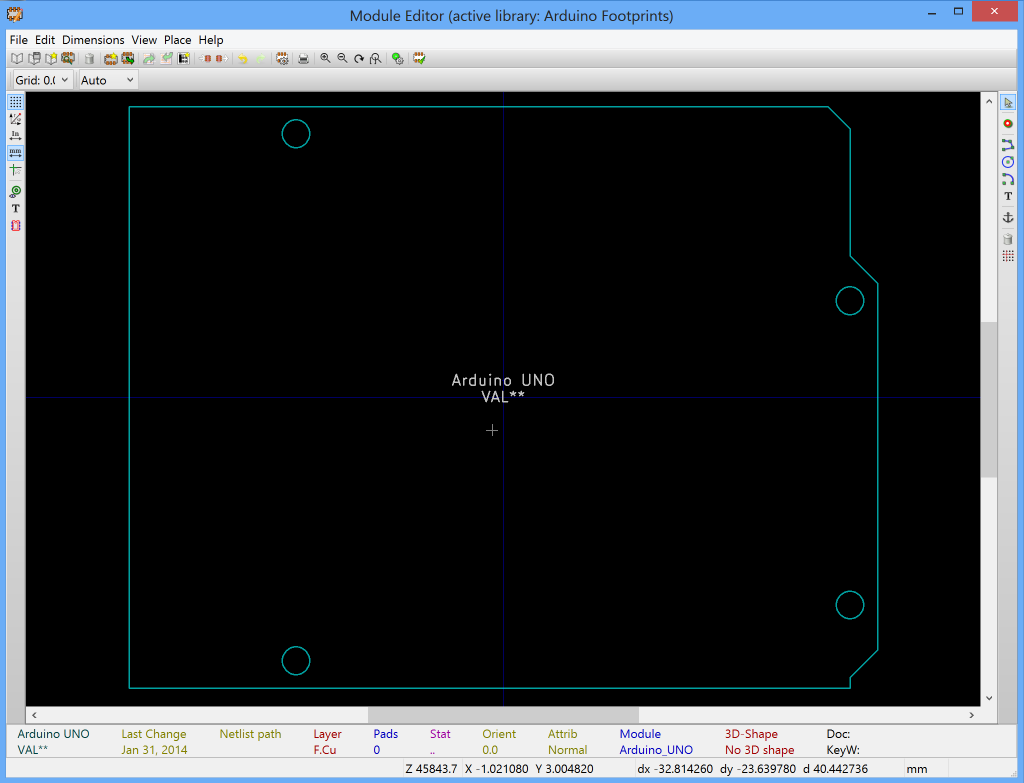 Module Editor (active library: Arduino Footprints)
File Edit Dimensions View Place Help
Grid: 0.( Auto
In
mm
T
T
Arduino UNO
VAL**
Arduino UNO Last Change Netlist path Layer Pads Stat Orient Attrib Module 3D-Shape Doc:
VAL** Jan 31, 2014 F.Cu 0 .. 0.0 Normal Arduino_UNO No 3D shape KeyW:
Z 45843.7 X -1.021080 Y 3.004820 dx -32.814260 dy -23.639780 d 40.442736 mm